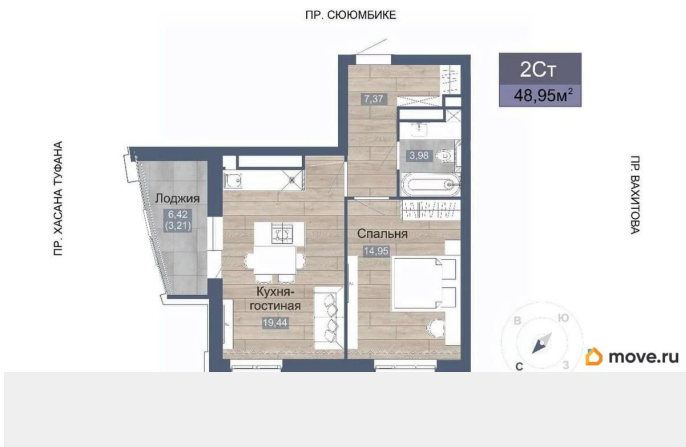 ПР. СЮЮМБИКЕ
2Ст
48,95м²
7,37
3,98
ПР. ХАСАНА ТУФАНА
Лоджия
6,42
(3,21)
ПР. ВАХИТОВА
Спальня
14,95
Кухня-
гостиная
19,44
В
Ю
С
З
move.ru